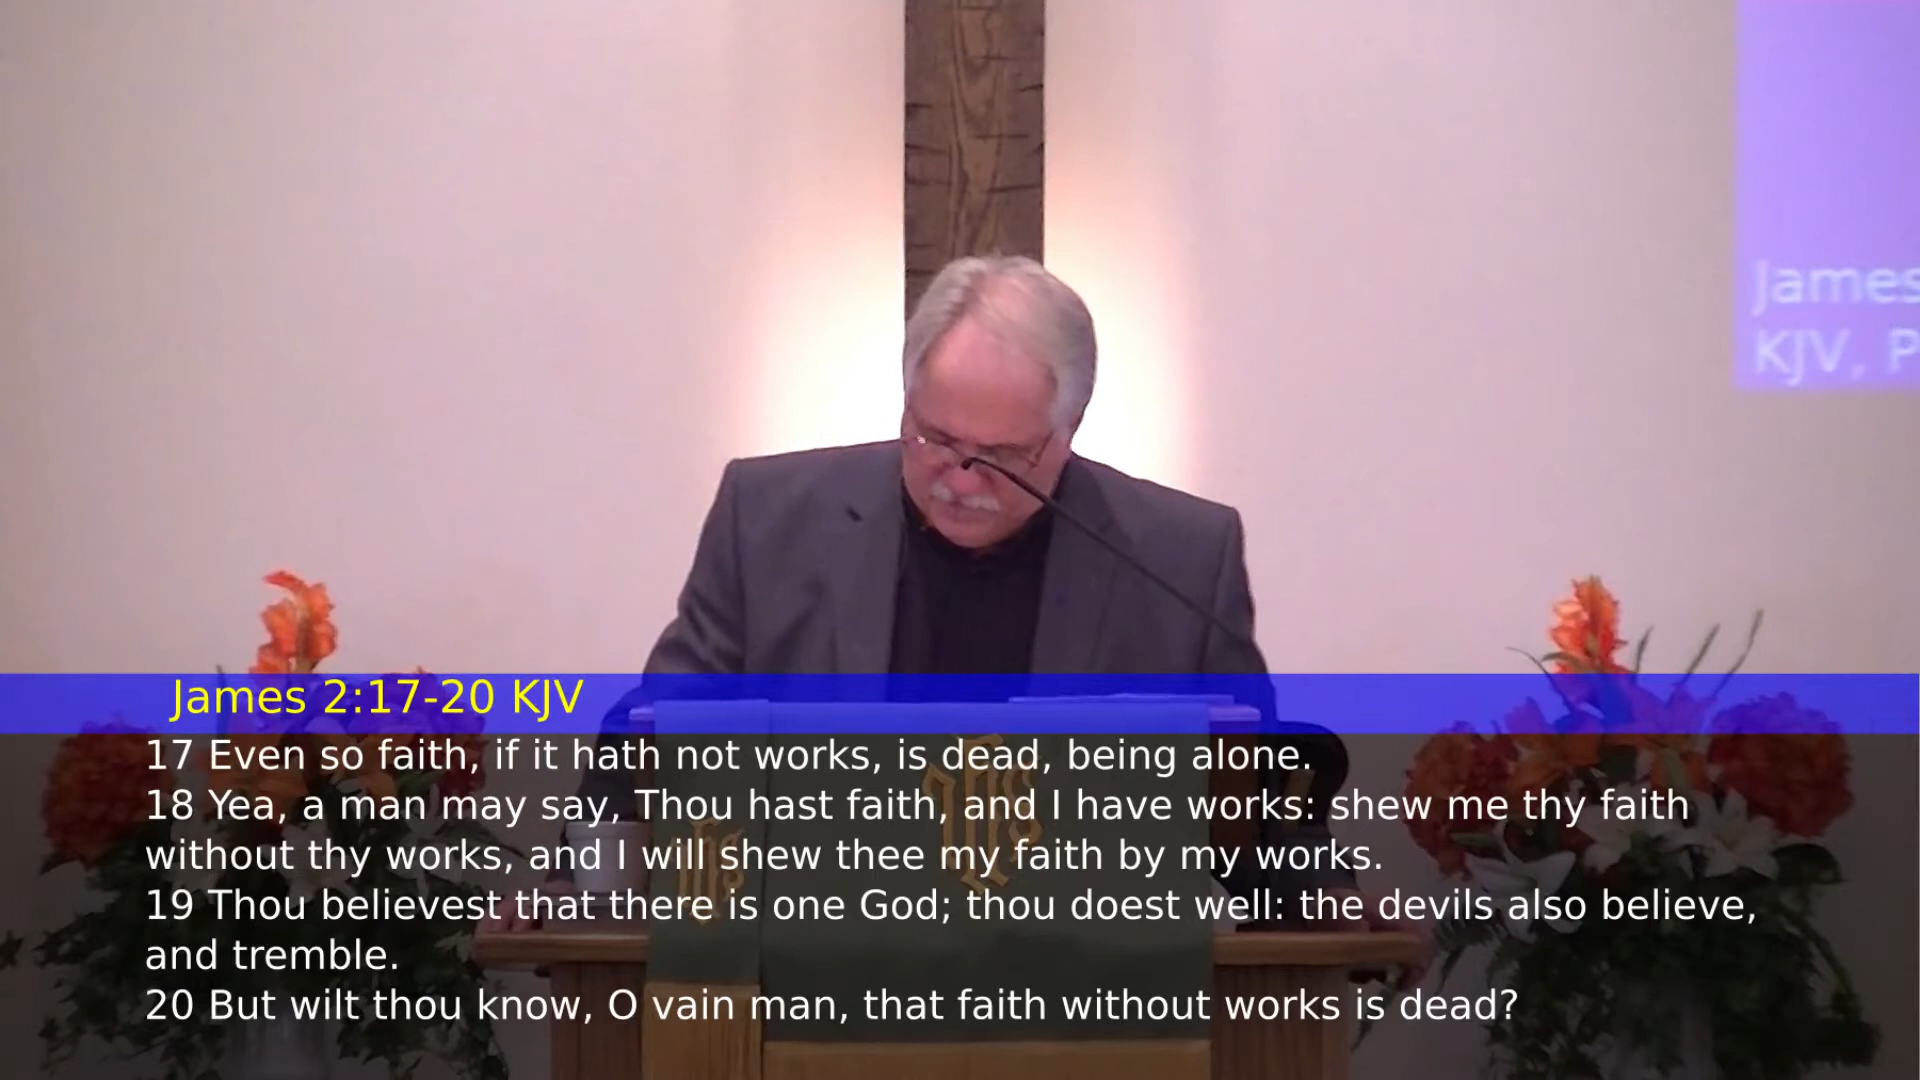 James
KJV, P
James 2:17-20 KJV
17 Even so faith, if it hath not works, is dead, being alone.
18 Yea, a man may say, Thou hast faith, and I have works: shew me thy faith
without thy works, and I will shew thee my faith by my works.
19 Thou believest that there is one God; thou doest well: the devils also believe,
and tremble.
20 But wilt thou know, O vain man, that faith without works is dead?